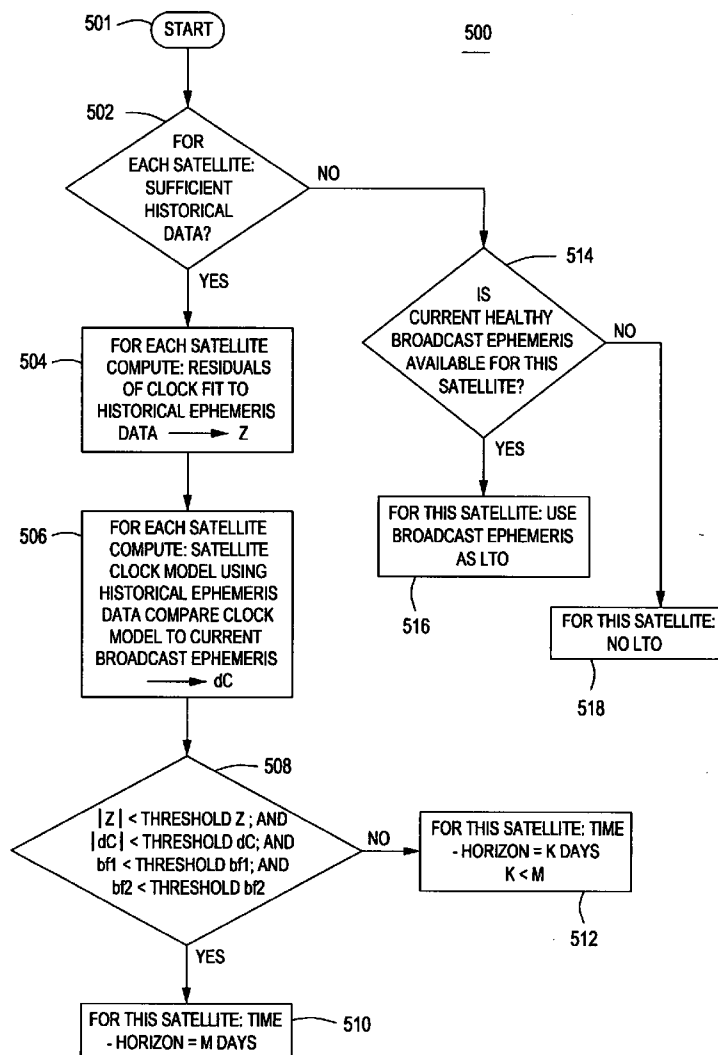 501
START
500
502
FOR
EACH SATELLITE:
SUFFICIENT
HISTORICAL
DATA?
NO
YES
514
IS
CURRENT HEALTHY
BROADCAST EPHEMERIS
AVAILABLE FOR THIS
SATELLITE?
NO
YES
504
FOR EACH SATELLITE
COMPUTE: RESIDUALS
OF CLOCK FIT TO
HISTORICAL EPHEMERIS
DATA → Z
506
FOR EACH SATELLITE
COMPUTE: SATELLITE
CLOCK MODEL USING
HISTORICAL EPHEMERIS
DATA COMPARE CLOCK
MODEL TO CURRENT
BROADCAST EPHEMERIS
→ dC
FOR THIS SATELLITE: USE
BROADCAST EPHEMERIS
AS LTO
516
FOR THIS SATELLITE:
NO LTO
518
508
|Z| < THRESHOLD Z ; AND
|dC| < THRESHOLD dC; AND
bf1 < THRESHOLD bf1; AND
bf2 < THRESHOLD bf2
NO
YES
FOR THIS SATELLITE: TIME
- HORIZON = K DAYS
K < M
512
FOR THIS SATELLITE: TIME
- HORIZON = M DAYS
510